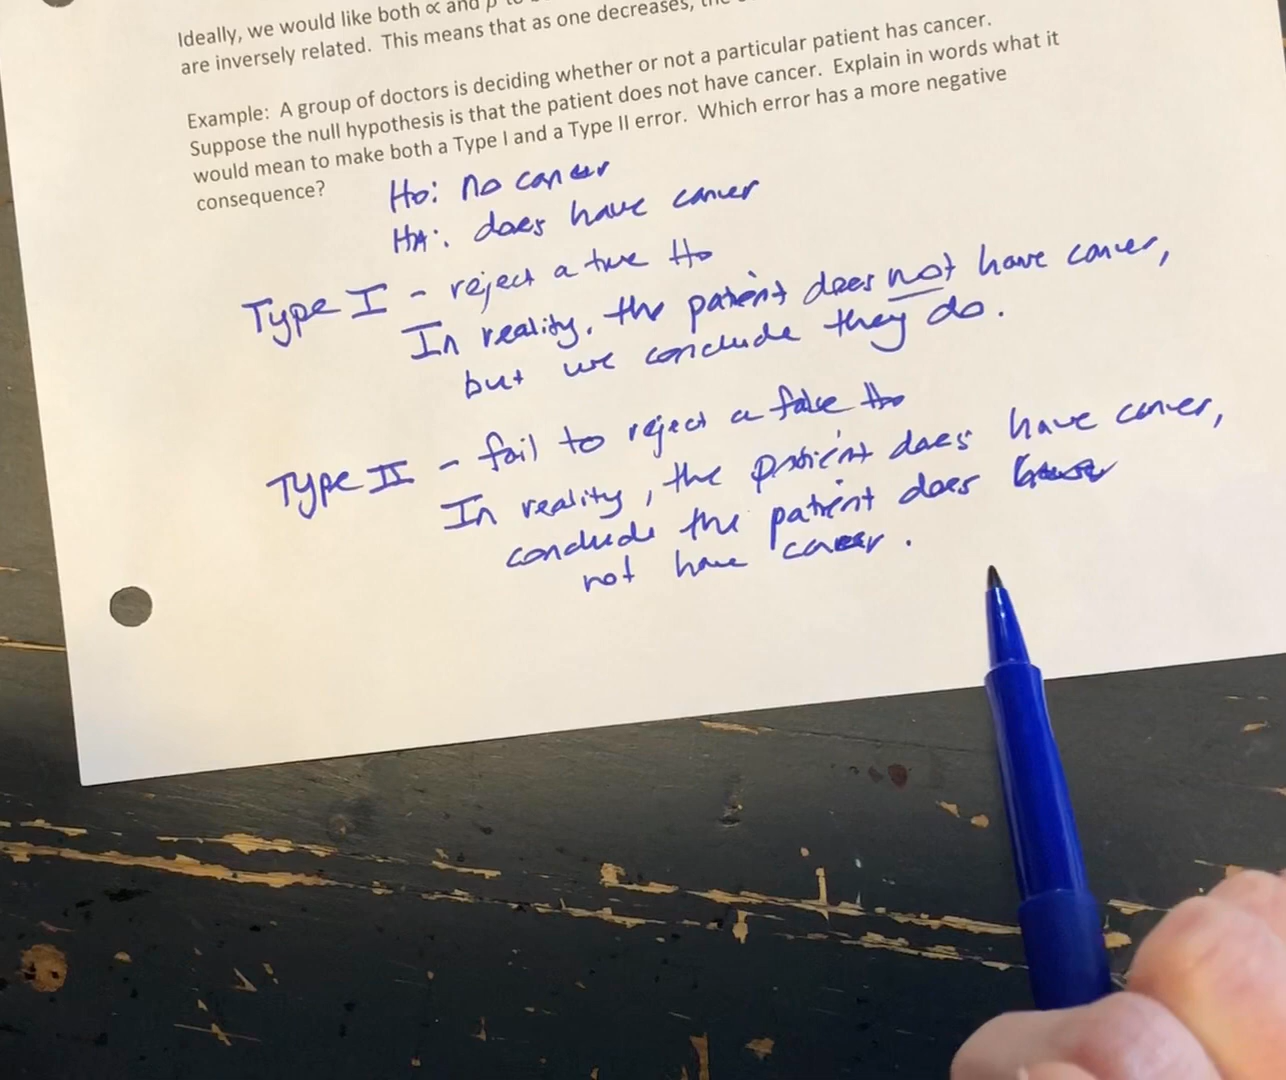 Ideally, we would like both ∝ and β to
are inversely related. This means that as one decreases, the
Example: A group of doctors is deciding whether or not a particular patient has cancer.
Suppose the null hypothesis is that the patient does not have cancer. Explain in words what it
would mean to make both a Type I and a Type II error. Which error has a more negative
consequence?
Ho: no cancer
HA: does have cancer
Type I - reject a true Ho
In reality, the patient does not have cancer,
but we conclude they do.
Type II - fail to reject a false Ho
In reality, the patient does have cancer,
conclude the patient does
not have cancer.